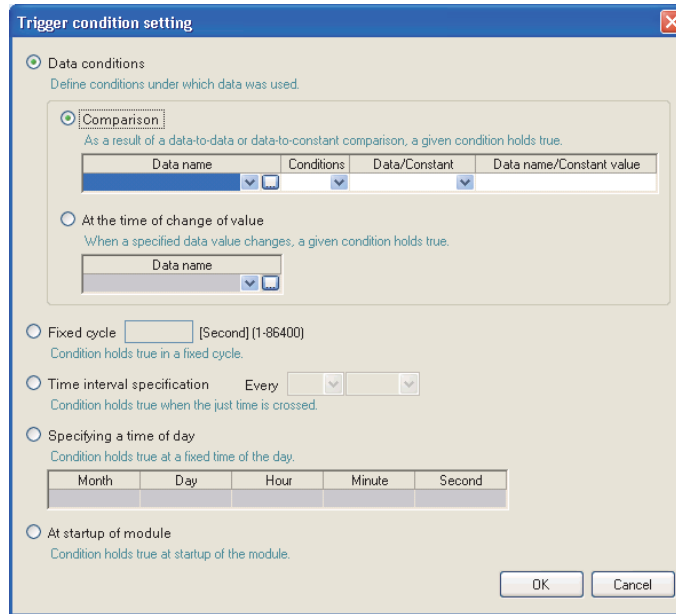 Trigger condition setting
Data conditions
Define conditions under which data was used.
Comparison
As a result of a data-to-data or data-to-constant comparison, a given condition holds true.
Data name Conditions Data/Constant Data name/Constant value
At the time of change of value
When a specified data value changes, a given condition holds true.
Data name
Fixed cycle [Second] (1-86400)
Condition holds true in a fixed cycle.
Time interval specification Every
Condition holds true when the just time is crossed.
Specifying a time of day
Condition holds true at a fixed time of the day.
Month Day Hour Minute Second
At startup of module
Condition holds true at startup of the module.
OK Cancel